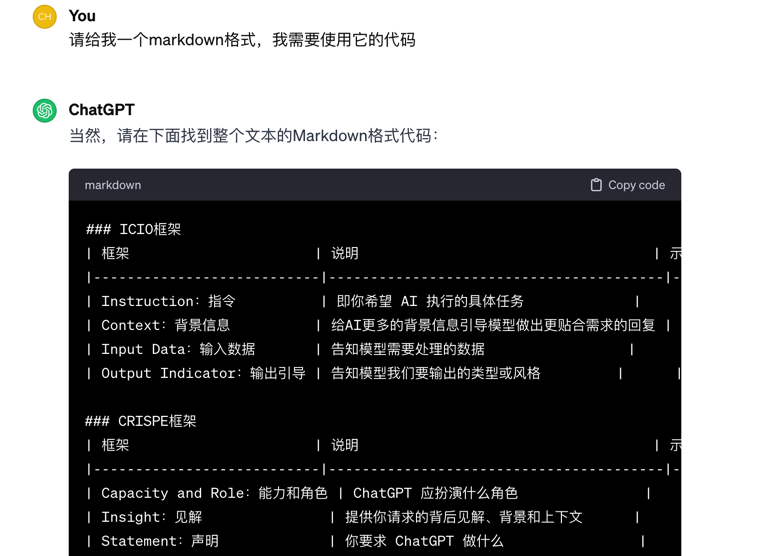 CH
You
请给我一个markdown格式，我需要使用它的代码
ChatGPT
当然，请在下面找到整个文本的Markdown格式代码：
markdown
Copy code
### ICIO框架
| 框架 | 说明 | 示
|---------------------------|----------------------------------------|-
| Instruction：指令 | 即你希望 AI 执行的具体任务 |
| Context：背景信息 | 给AI更多的背景信息引导模型做出更贴合需求的回复 |
| Input Data：输入数据 | 告知模型需要处理的数据 |
| Output Indicator：输出引导 | 告知模型我们要输出的类型或风格 | |
### CRISPE框架
| 框架 | 说明 | 示
|---------------------------|----------------------------------------|-
| Capacity and Role：能力和角色 | ChatGPT 应扮演什么角色 |
| Insight：见解 | 提供你请求的背后见解、背景和上下文 |
| Statement：声明 | 你要求 ChatGPT 做什么 |